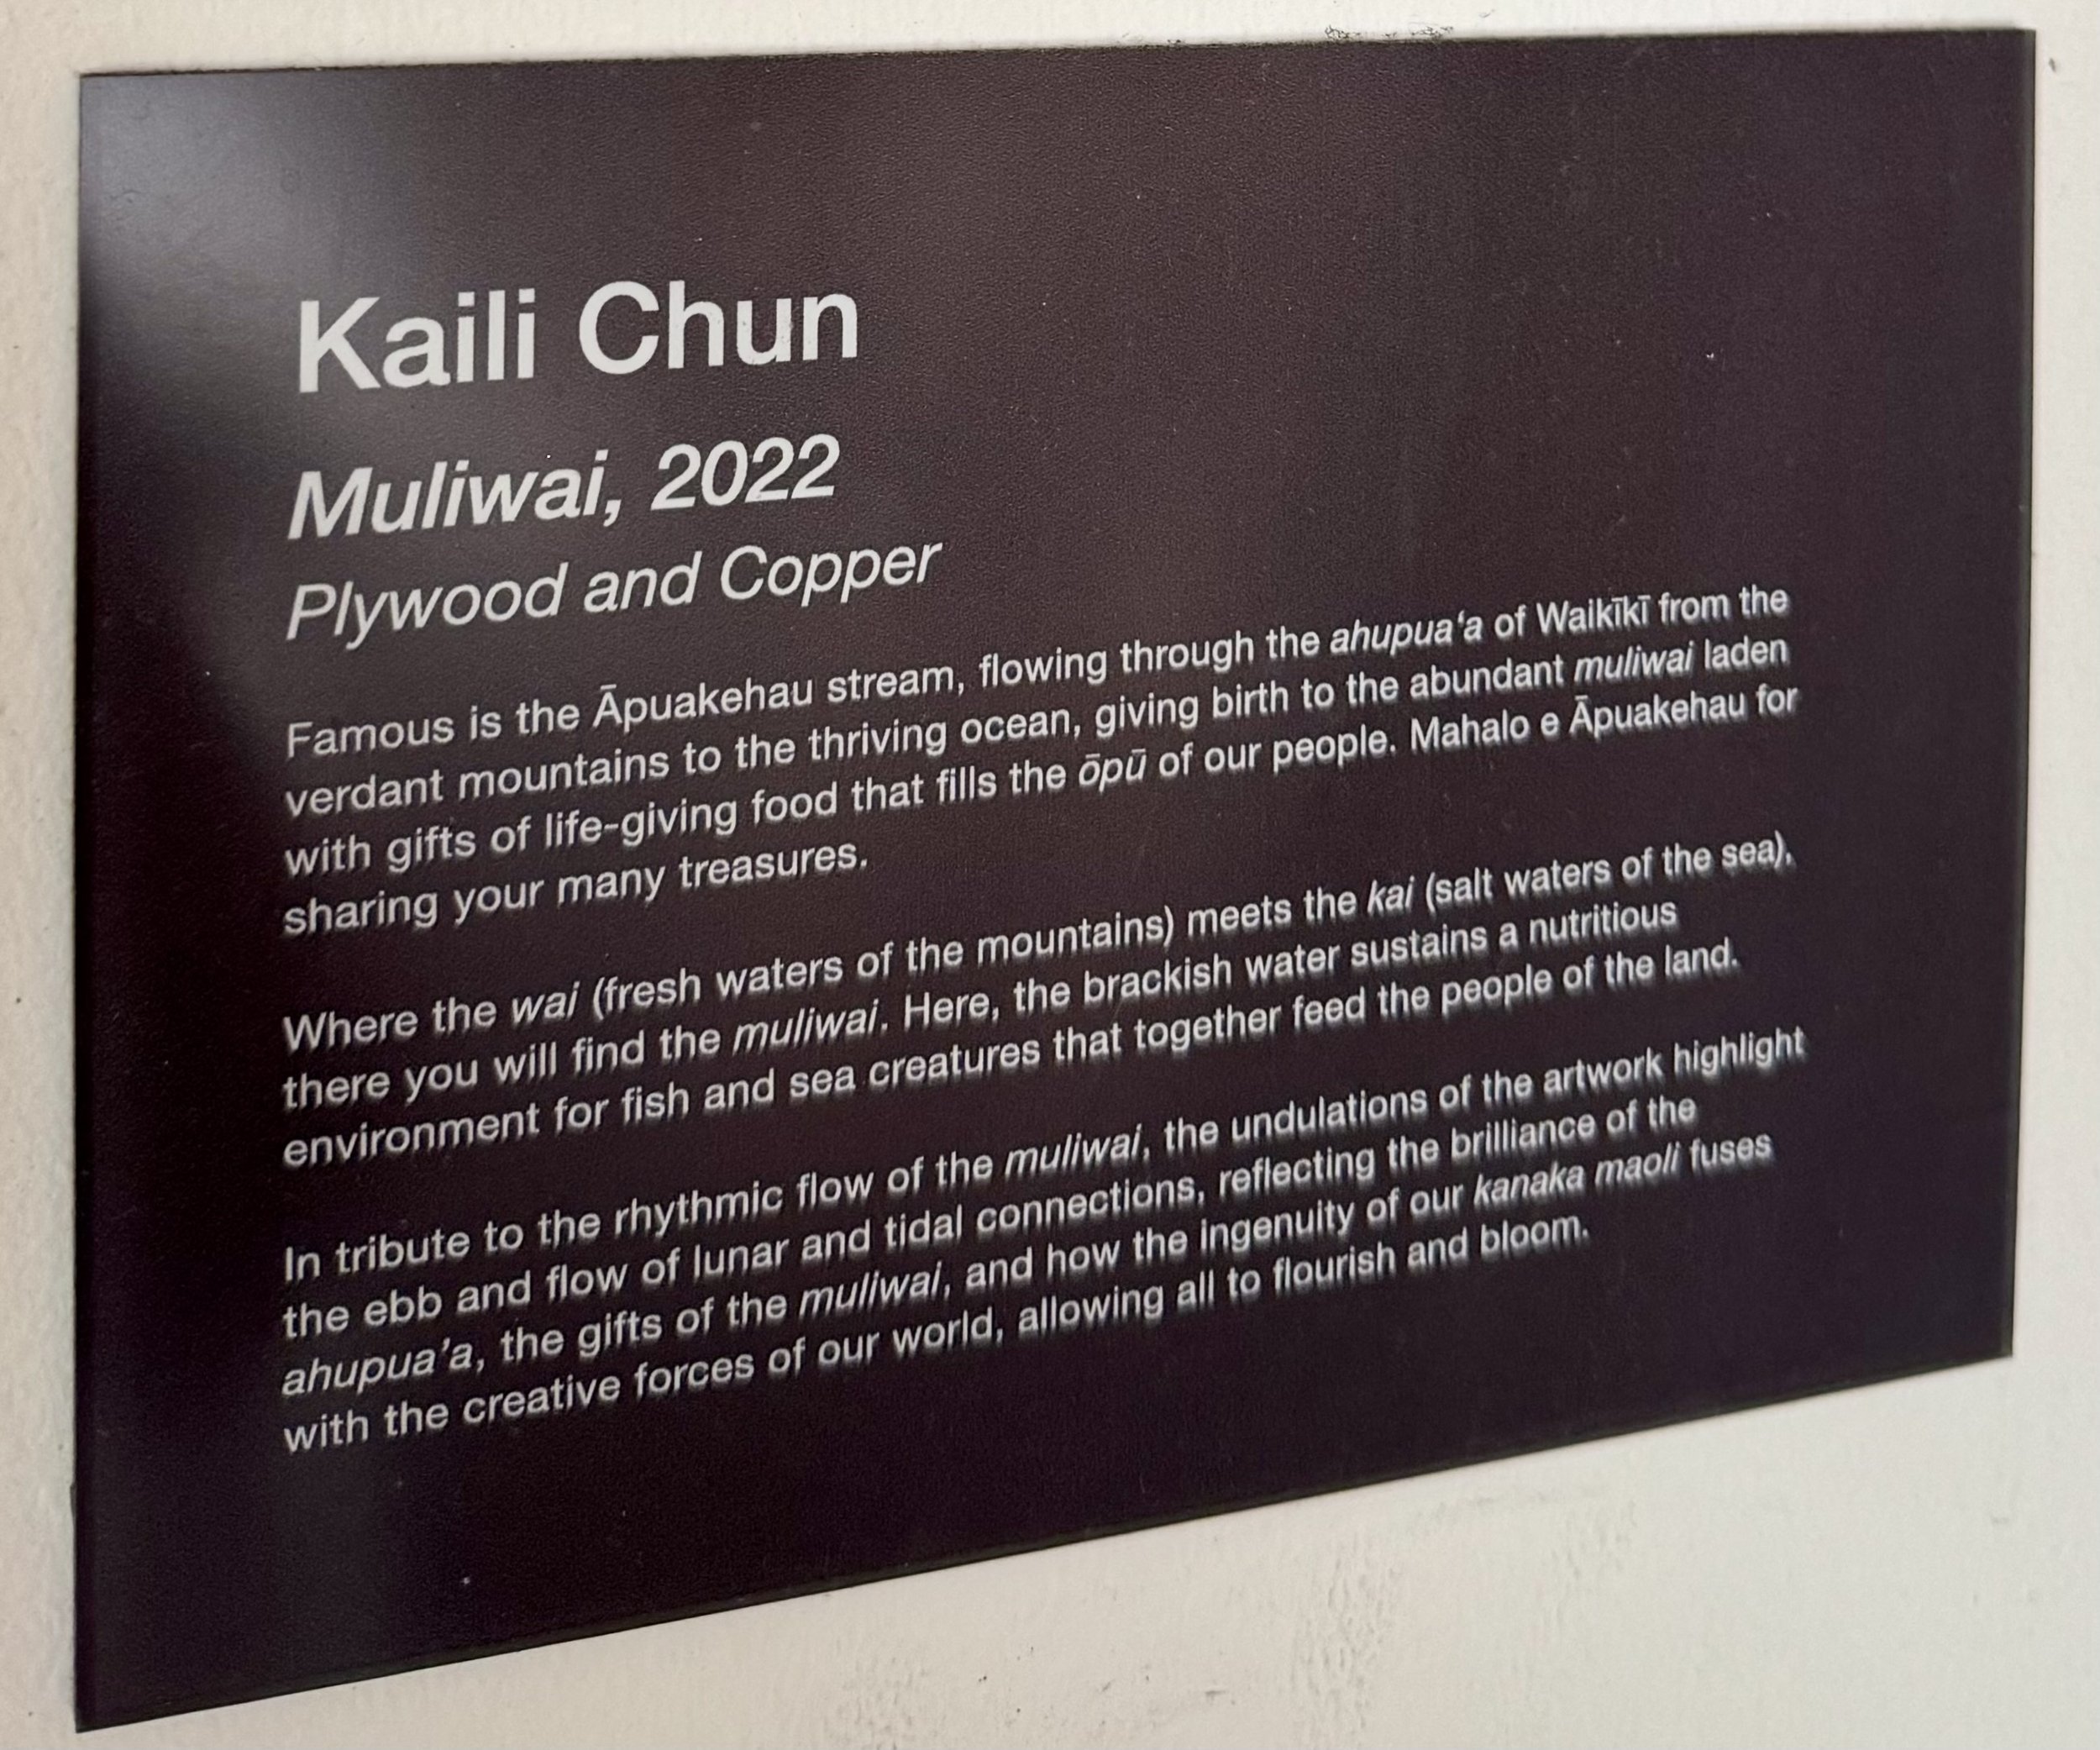 Kaili Chun
Muliwai, 2022
Plywood and Copper
Famous is the Āpuakehau stream, flowing through the ahupuaʻa of Waikīkī from the
verdant mountains to the thriving ocean, giving birth to the abundant muliwai laden
with gifts of life-giving food that fills the ōpū of our people. Mahalo e Āpuakehau for
sharing your many treasures.
Where the wai (fresh waters of the mountains) meets the kai (salt waters of the sea),
there you will find the muliwai. Here, the brackish water sustains a nutritious
environment for fish and sea creatures that together feed the people of the land.
In tribute to the rhythmic flow of the muliwai, the undulations of the artwork highlight
the ebb and flow of lunar and tidal connections, reflecting the brilliance of the
ahupua’a, the gifts of the muliwai, and how the ingenuity of our kanaka maoli fuses
with the creative forces of our world, allowing all to flourish and bloom.